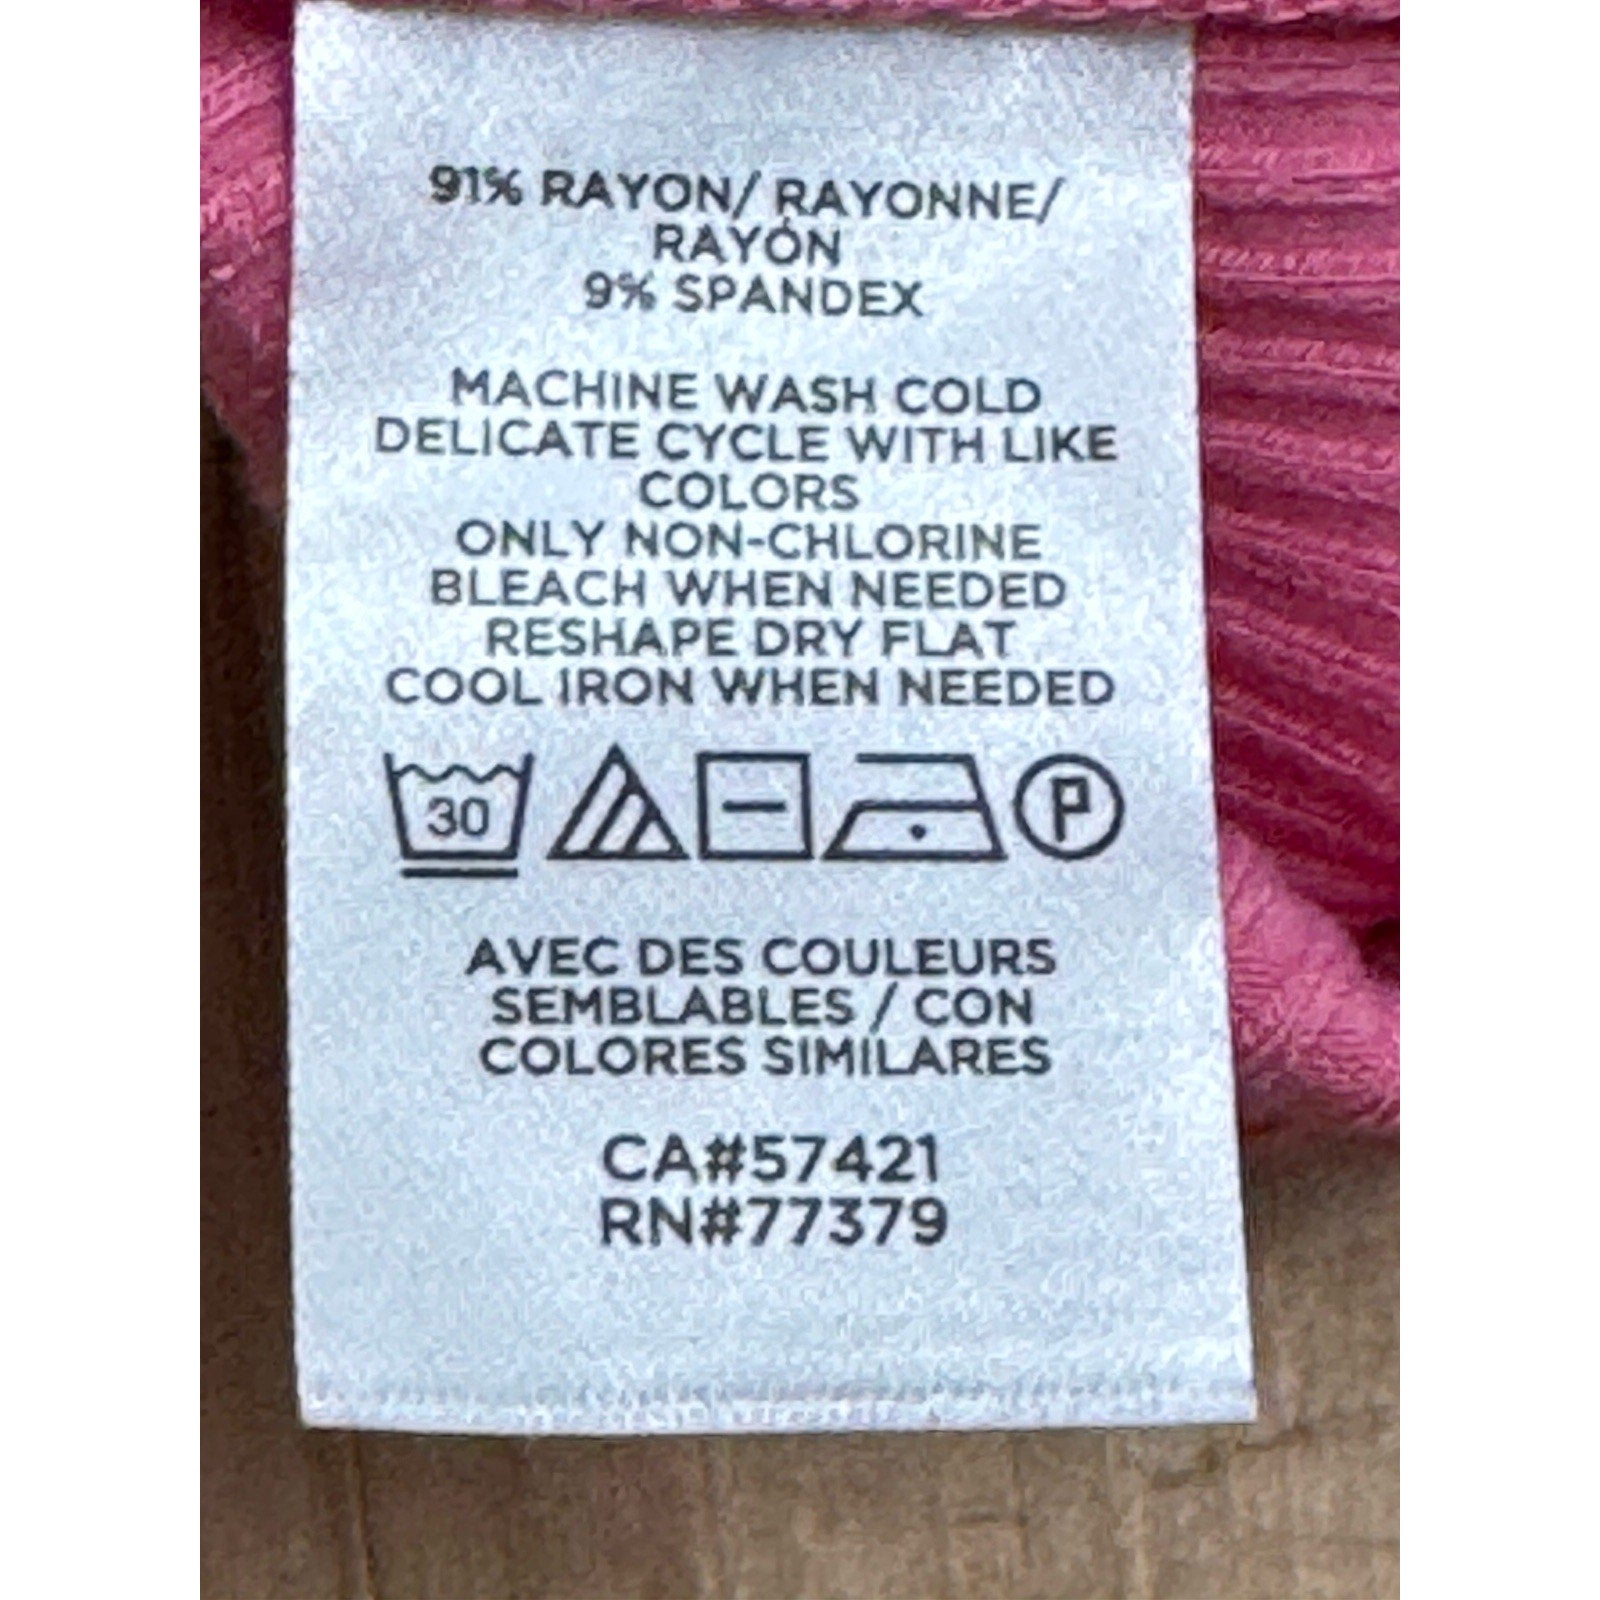 91% RAYON/ RAYONNE/
RAYÓN
9% SPANDEX
MACHINE WASH COLD
DELICATE CYCLE WITH LIKE
COLORS
ONLY NON-CHLORINE
BLEACH WHEN NEEDED
RESHAPE DRY FLAT
COOL IRON WHEN NEEDED
30 P
AVEC DES COULEURS
SEMBLABLES / CON
COLORES SIMILARES
CA#57421
RN#77379